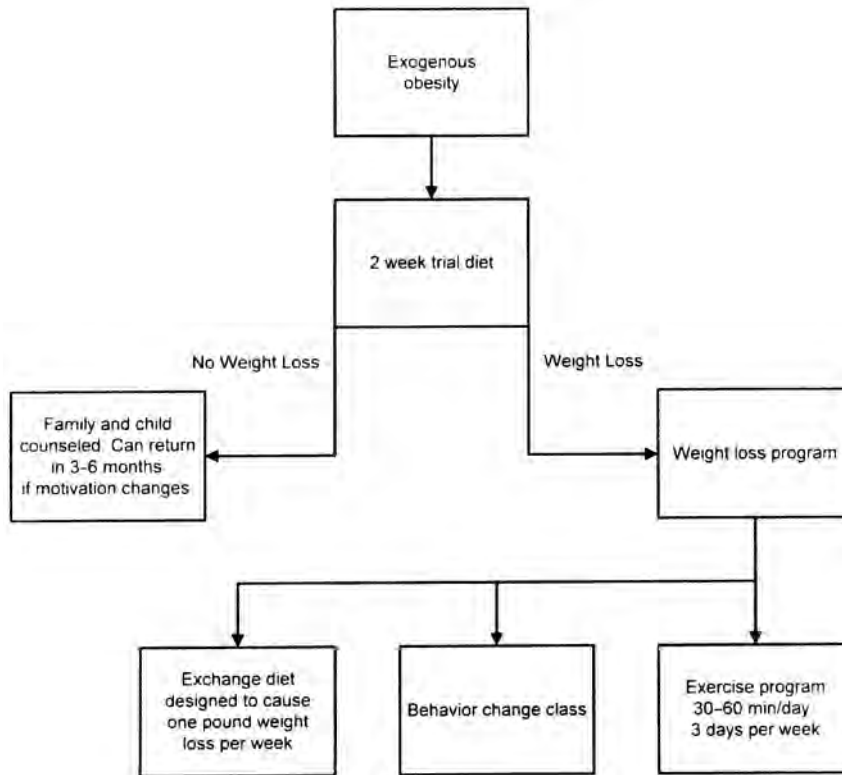 Exogenous
obesity
2 week trial diet
No Weight Loss
Weight Loss
Family and child
counseled. Can return
in 3-6 months
if motivation changes
Weight loss program
Exchange diet
designed to cause
one pound weight
loss per week
Behavior change class
Exercise program
30–60 min/day
3 days per week